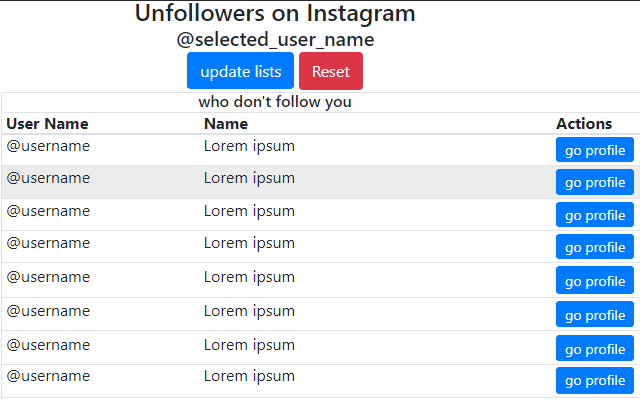 Unfollowers on Instagram
@selected_user_name
update lists Reset
who don't follow you
User Name Name Actions
@username Lorem ipsum go profile
@username Lorem ipsum go profile
@username Lorem ipsum go profile
@username Lorem ipsum go profile
@username Lorem ipsum go profile
@username Lorem ipsum go profile
@username Lorem ipsum go profile
@username Lorem ipsum go profile